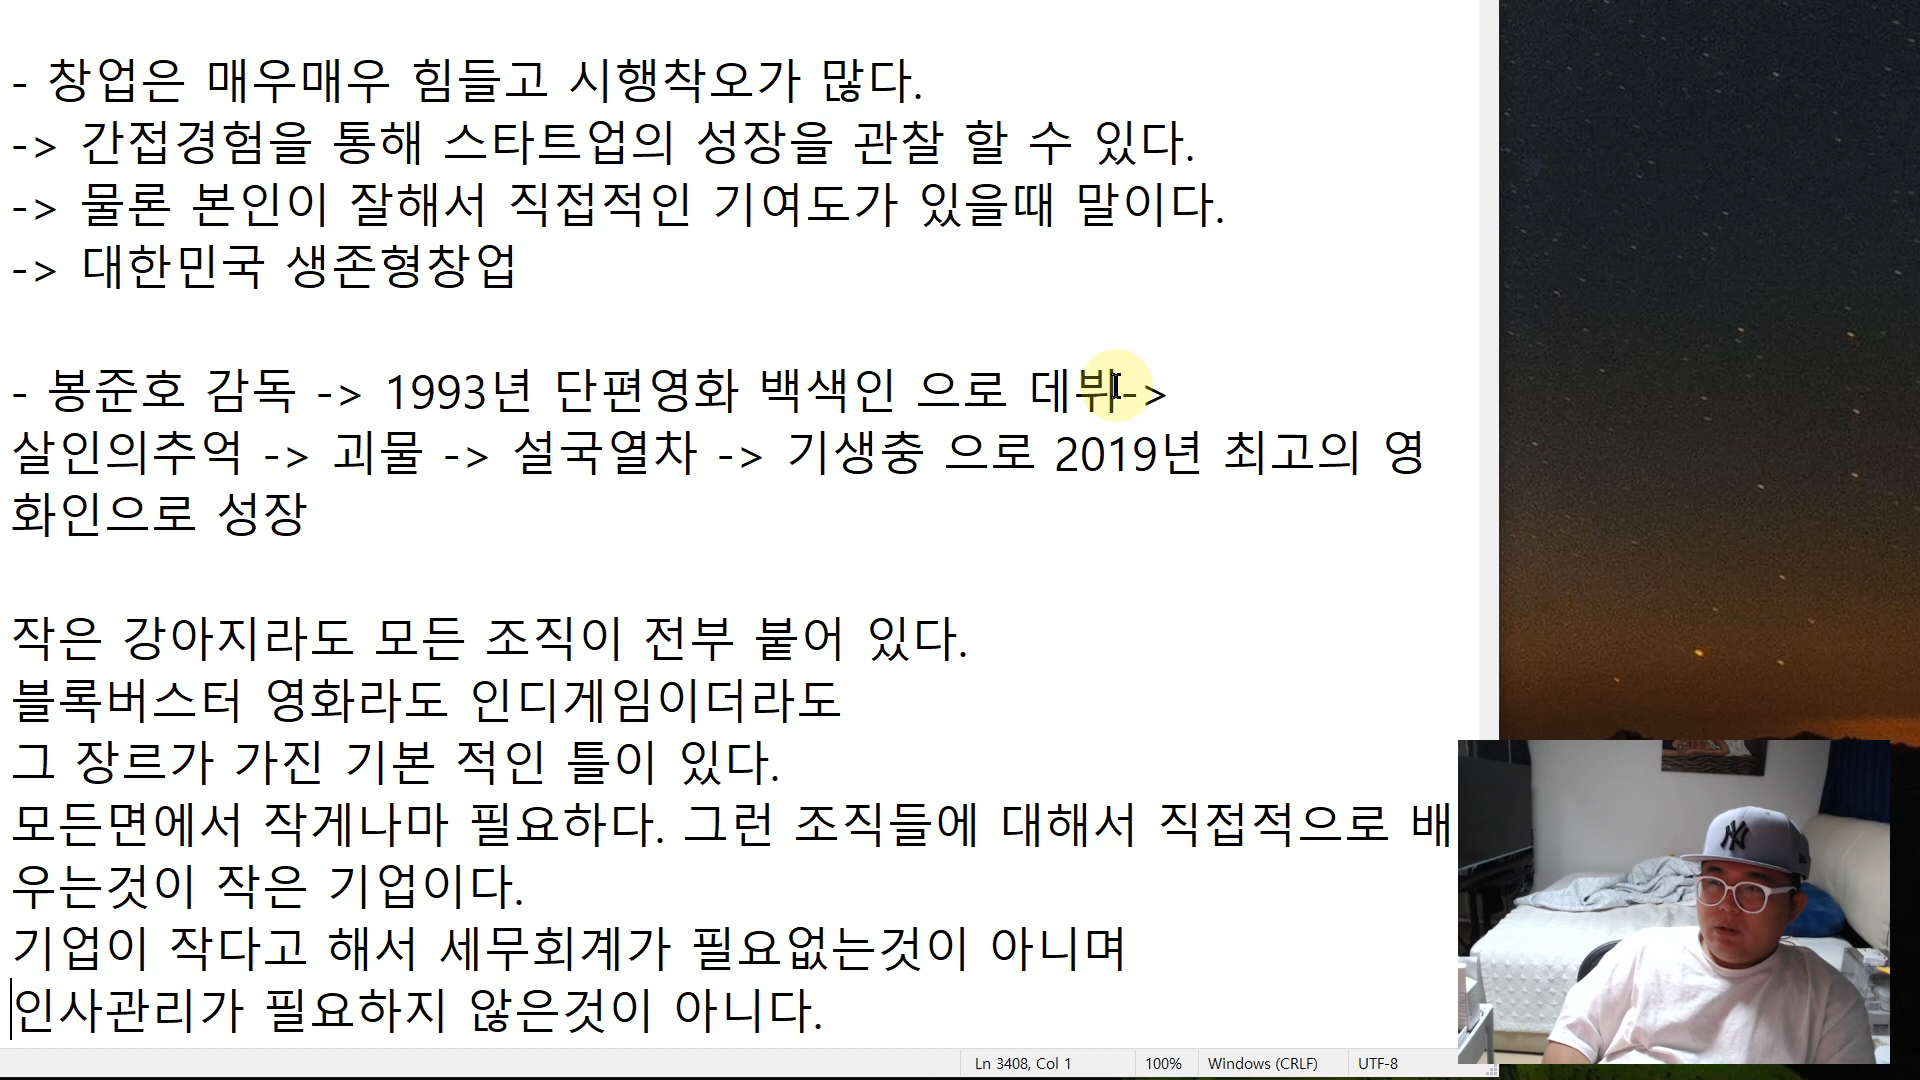 - 창업은 매우매우 힘들고 시행착오가 많다.
-> 간접경험을 통해 스타트업의 성장을 관찰 할 수 있다.
-> 물론 본인이 잘해서 직접적인 기여도가 있을때 말이다.
-> 대한민국 생존형창업
- 봉준호 감독 -> 1993년 단편영화 백색인 으로 데뷔->
살인의추억 -> 괴물 -> 설국열차 -> 기생충 으로 2019년 최고의 영
화인으로 성장
작은 강아지라도 모든 조직이 전부 붙어 있다.
블록버스터 영화라도 인디게임이더라도
그 장르가 가진 기본 적인 틀이 있다.
모든면에서 작게나마 필요하다. 그런 조직들에 대해서 직접적으로 배
우는것이 작은 기업이다.
기업이 작다고 해서 세무회계가 필요없는것이 아니며
인사관리가 필요하지 않은것이 아니다.
Ln 3408, Col 1 100% Windows (CRLF) UTF-8
NY